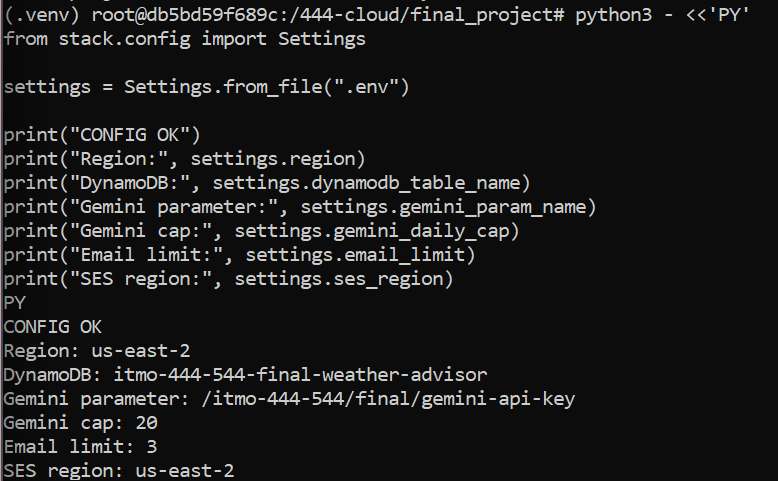 (.venv) root@db5bd59f689c:/444-cloud/final_project# python3 - <<'PY'
from stack.config import Settings

settings = Settings.from_file(".env")

print("CONFIG OK")
print("Region:", settings.region)
print("DynamoDB:", settings.dynamodb_table_name)
print("Gemini parameter:", settings.gemini_param_name)
print("Gemini cap:", settings.gemini_daily_cap)
print("Email limit:", settings.email_limit)
print("SES region:", settings.ses_region)
PY
CONFIG OK
Region: us-east-2
DynamoDB: itmo-444-544-final-weather-advisor
Gemini parameter: /itmo-444-544/final/gemini-api-key
Gemini cap: 20
Email limit: 3
SES region: us-east-2